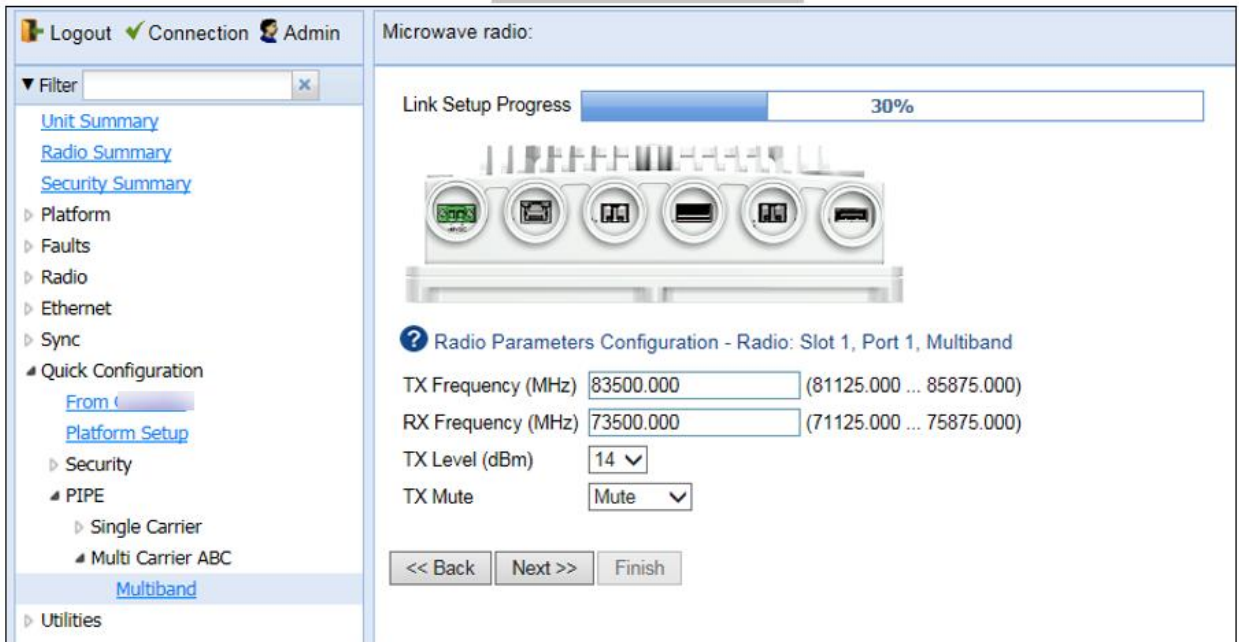 Logout Connection Admin
Filter
Unit Summary
Radio Summary
Security Summary
Platform
Faults
Radio
Ethernet
Sync
Quick Configuration
From
Platform Setup
Security
PIPE
Single Carrier
Multi Carrier ABC
Multiband
Utilities
Microwave radio:
Link Setup Progress 30%
Radio Parameters Configuration - Radio: Slot 1, Port 1, Multiband
TX Frequency (MHz) 83500.000 (81125.000 ... 85875.000)
RX Frequency (MHz) 73500.000 (71125.000 ... 75875.000)
TX Level (dBm) 14
TX Mute Mute
<< Back Next >> Finish